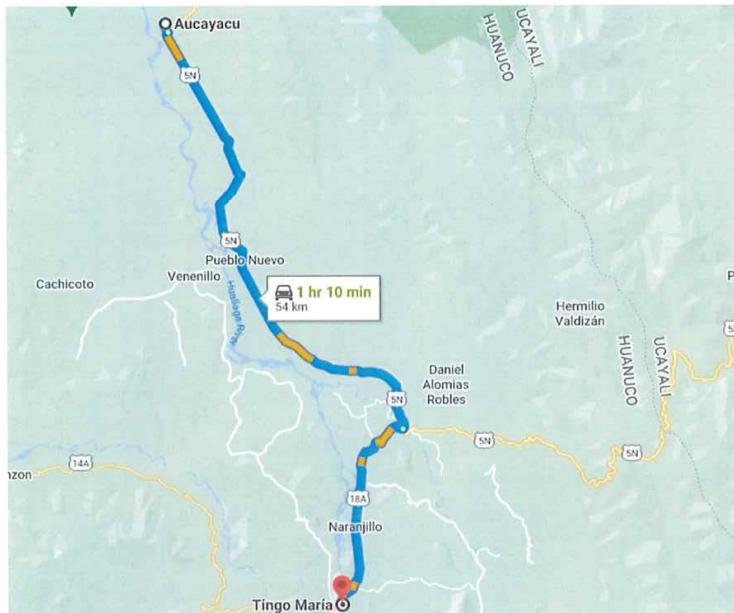 Aucayacu
UCAYALI
HUANUCO
5N
5N
Pueblo Nuevo
Cachicoto
Venenillo
1 hr 10 min
54 km
Huallaga River
Hermilio
Valdizán
P
5N
UCAYALI
HUANUCO
Daniel
Alomias
Robles
5N
5N
5N
14A
nzon
18A
Naranjillo
Tingo María